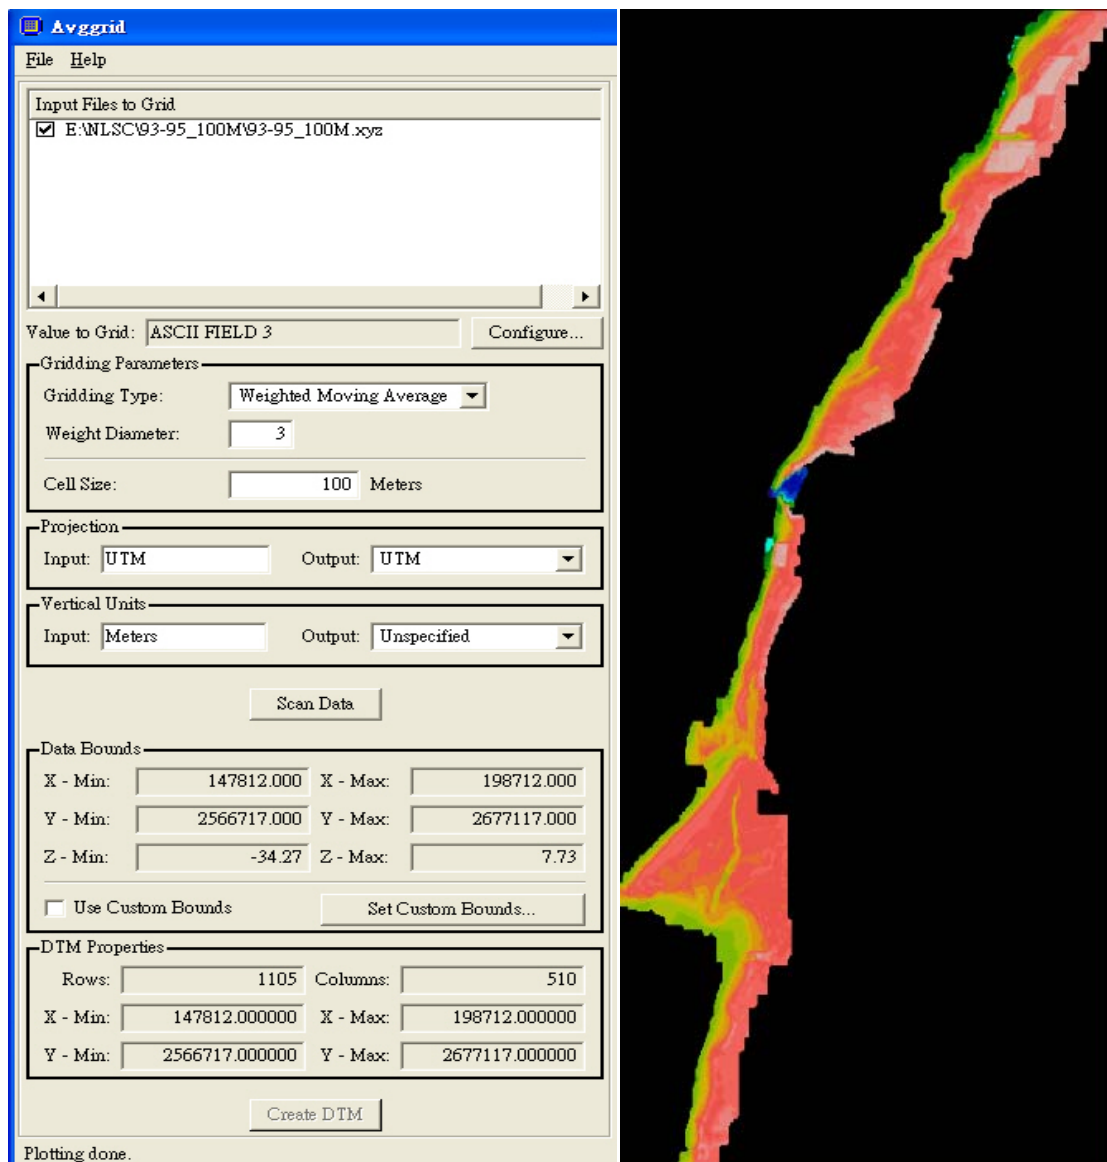 Avggrid
File Help
Input Files to Grid
E:\NLSC\93-95_100M\93-95_100M.xyz
Value to Grid: ASCII FIELD 3 Configure...
Gridding Parameters
Gridding Type: Weighted Moving Average
Weight Diameter: 3
Cell Size: 100 Meters
Projection
Input: UTM Output: UTM
Vertical Units
Input: Meters Output: Unspecified
Scan Data
Data Bounds
X - Min: 147812.000 X - Max: 198712.000
Y - Min: 2566717.000 Y - Max: 2677117.000
Z - Min: -34.27 Z - Max: 7.73
Use Custom Bounds Set Custom Bounds...
DTM Properties
Rows: 1105 Columns: 510
X - Min: 147812.000000 X - Max: 198712.000000
Y - Min: 2566717.000000 Y - Max: 2677117.000000
Create DTM
Plotting done.